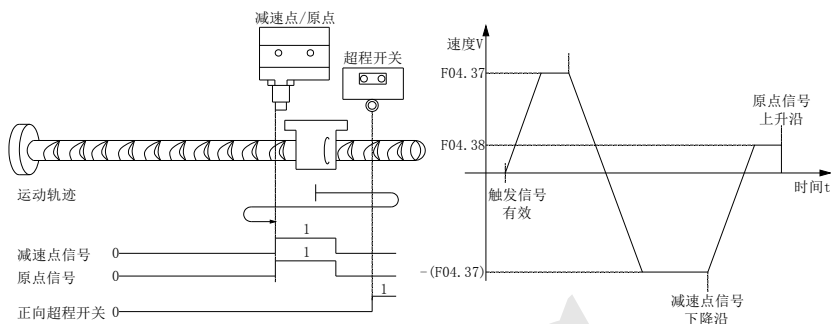 减速点/原点
超程开关
运动轨迹
1
减速点信号 0
1
原点信号 0
1
正向超程开关 0
速度V
F04.37
原点信号
上升沿
F04.38
时间t
触发信号
有效
-(F04.37)
减速点信号
下降沿